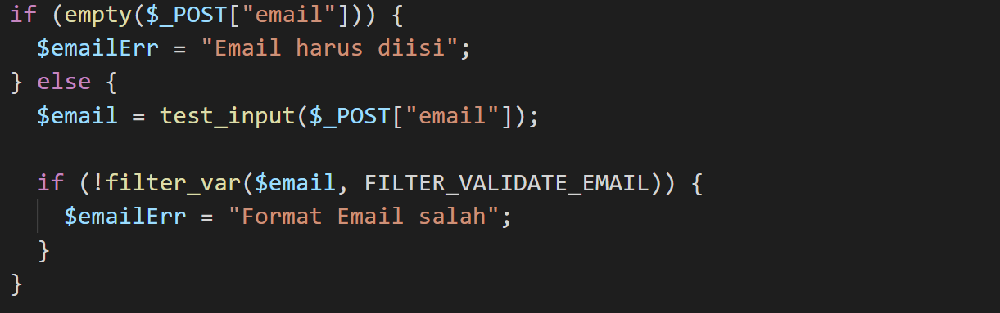 if (empty($_POST["email"])) {
  $emailErr = "Email harus diisi";
} else {
  $email = test_input($_POST["email"]);

  if (!filter_var($email, FILTER_VALIDATE_EMAIL)) {
    $emailErr = "Format Email salah";
  }
}